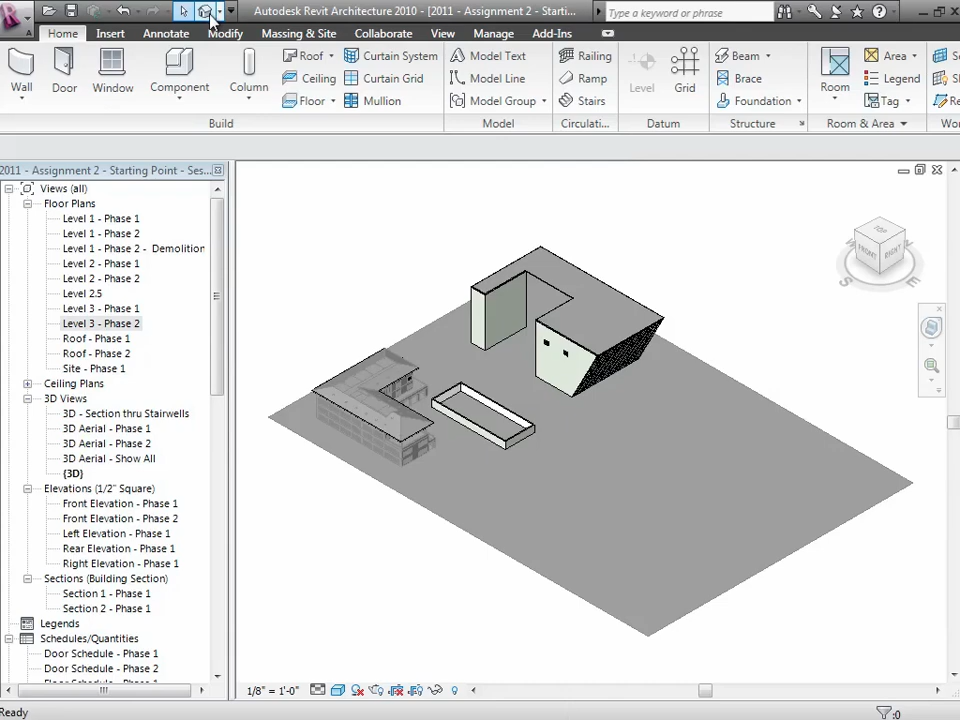 Autodesk Revit Architecture 2010 - [2011 - Assignment 2 - Starti...
Type a keyword or phrase
Home Insert Annotate Modify Massing & Site Collaborate View Manage Add-Ins
Wall Door Window Component Column
Roof Curtain System
Ceiling Curtain Grid
Floor Mullion
Build
Model Text
Model Line
Model Group
Model
Railing
Ramp
Stairs
Circulati...
Level Grid
Datum
Beam
Brace
Foundation
Structure
Room
Area
Legend
Tag
Room & Area
2011 - Assignment 2 - Starting Point - Ses...
Views (all)
Floor Plans
Level 1 - Phase 1
Level 1 - Phase 2
Level 1 - Phase 2 - Demolition
Level 2 - Phase 1
Level 2 - Phase 2
Level 2.5
Level 3 - Phase 1
Level 3 - Phase 2
Roof - Phase 1
Roof - Phase 2
Site - Phase 1
Ceiling Plans
3D Views
3D - Section thru Stairwells
3D Aerial - Phase 1
3D Aerial - Phase 2
3D Aerial - Show All
{3D}
Elevations (1/2" Square)
Front Elevation - Phase 1
Front Elevation - Phase 2
Left Elevation - Phase 1
Rear Elevation - Phase 1
Right Elevation - Phase 1
Sections (Building Section)
Section 1 - Phase 1
Section 2 - Phase 1
Legends
Schedules/Quantities
Door Schedule - Phase 1
Door Schedule - Phase 2
TOP
FRONT
RIGHT
W
N
S
E
1/8" = 1'-0"
Ready
:0